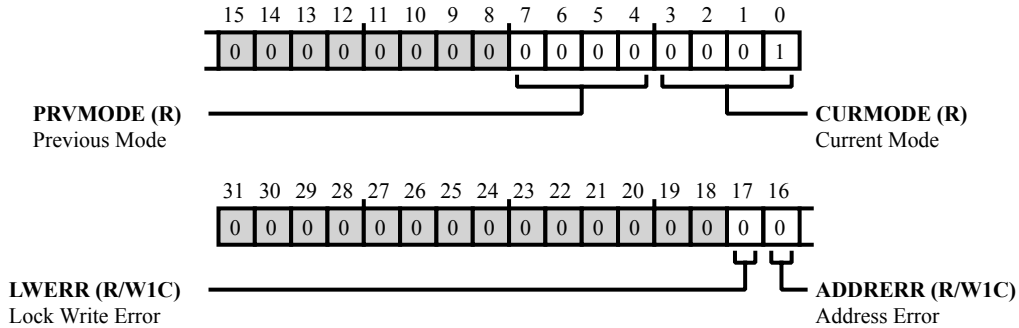 15 14 13 12 11 10 9 8 7 6 5 4 3 2 1 0
0 0 0 0 0 0 0 0 0 0 0 0 0 0 0 1
PRVMODE (R)
Previous Mode
CURMODE (R)
Current Mode
31 30 29 28 27 26 25 24 23 22 21 20 19 18 17 16
0 0 0 0 0 0 0 0 0 0 0 0 0 0 0 0
LWERR (R/W1C)
Lock Write Error
ADDRERR (R/W1C)
Address Error